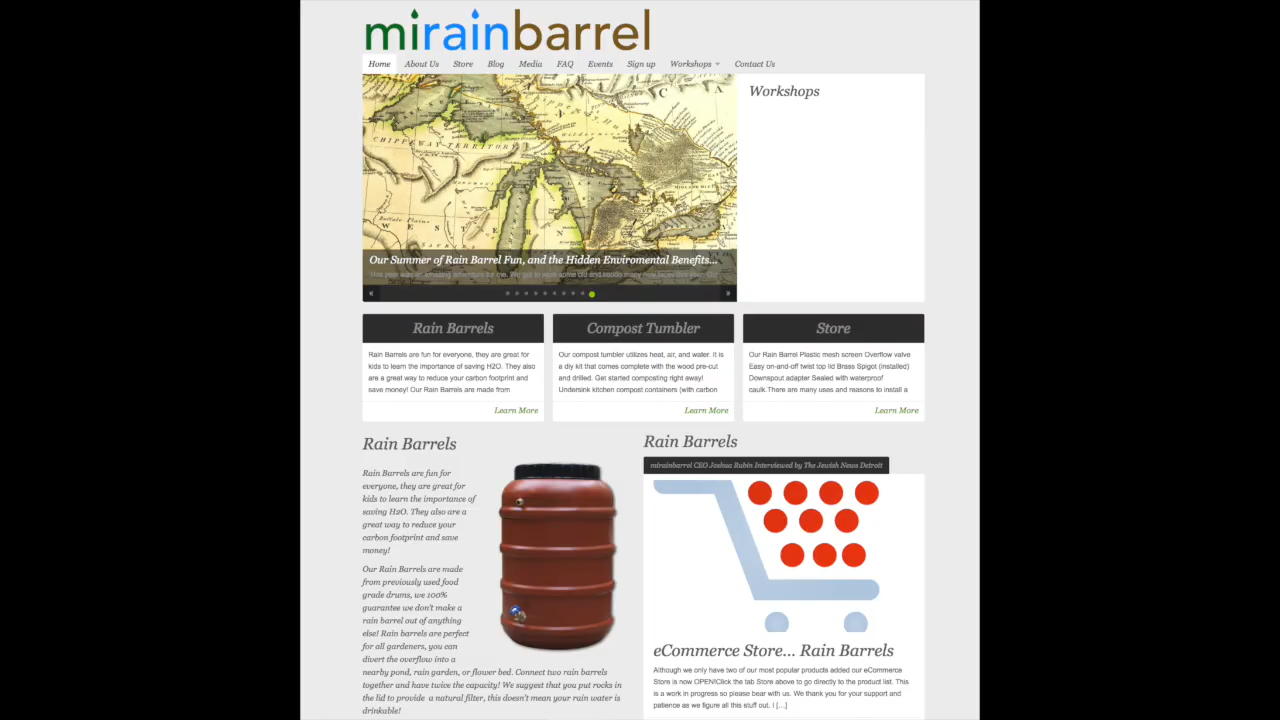 mirainbarrel
Home About Us Store Blog Media FAQ Events Sign up Workshops Contact Us
CHIPPEWAY TERRITORY
Buffalo Plains
WESTERN
Our Summer of Rain Barrel Fun, and the Hidden Enviromental Benefits...
Workshops
Rain Barrels
Rain Barrels are fun for everyone, they are great for
kids to learn the importance of saving H2O. They also
are a great way to reduce your carbon footprint and
save money! Our Rain Barrels are made from
Learn More
Compost Tumbler
Our compost tumbler utilizes heat, air, and water. It is
a diy kit that comes complete with the wood pre-cut
and drilled. Get started composting right away!
Undersink kitchen compost containers (with carbon
Learn More
Store
Our Rain Barrel Plastic mesh screen Overflow valve
Easy on-and-off twist top lid Brass Spigot (installed)
Downspout adapter Sealed with waterproof
caulk.There are many uses and reasons to install a
Learn More
Rain Barrels
Rain Barrels are fun for
everyone, they are great for
kids to learn the importance of
saving H2O. They also are a
great way to reduce your
carbon footprint and save
money!
Our Rain Barrels are made
from previously used food
grade drums, we 100%
guarantee we don't make a
rain barrel out of anything
else! Rain barrels are perfect
for all gardeners, you can
divert the overflow into a
nearby pond, rain garden, or flower bed. Connect two rain barrels
together and have twice the capacity! We suggest that you put rocks in
the lid to provide a natural filter, this doesn't mean your rain water is
drinkable!
Rain Barrels
mirainbarrel CEO Joshua Rubin Interviewed by The Jewish News Detroit
eCommerce Store... Rain Barrels
Although we only have two of our most popular products added our eCommerce
Store is now OPEN!Click the tab Store above to go directly to the product list. This
is a work in progress so please bear with us. We thank you for your support and
patience as we figure all this stuff out. I [...]